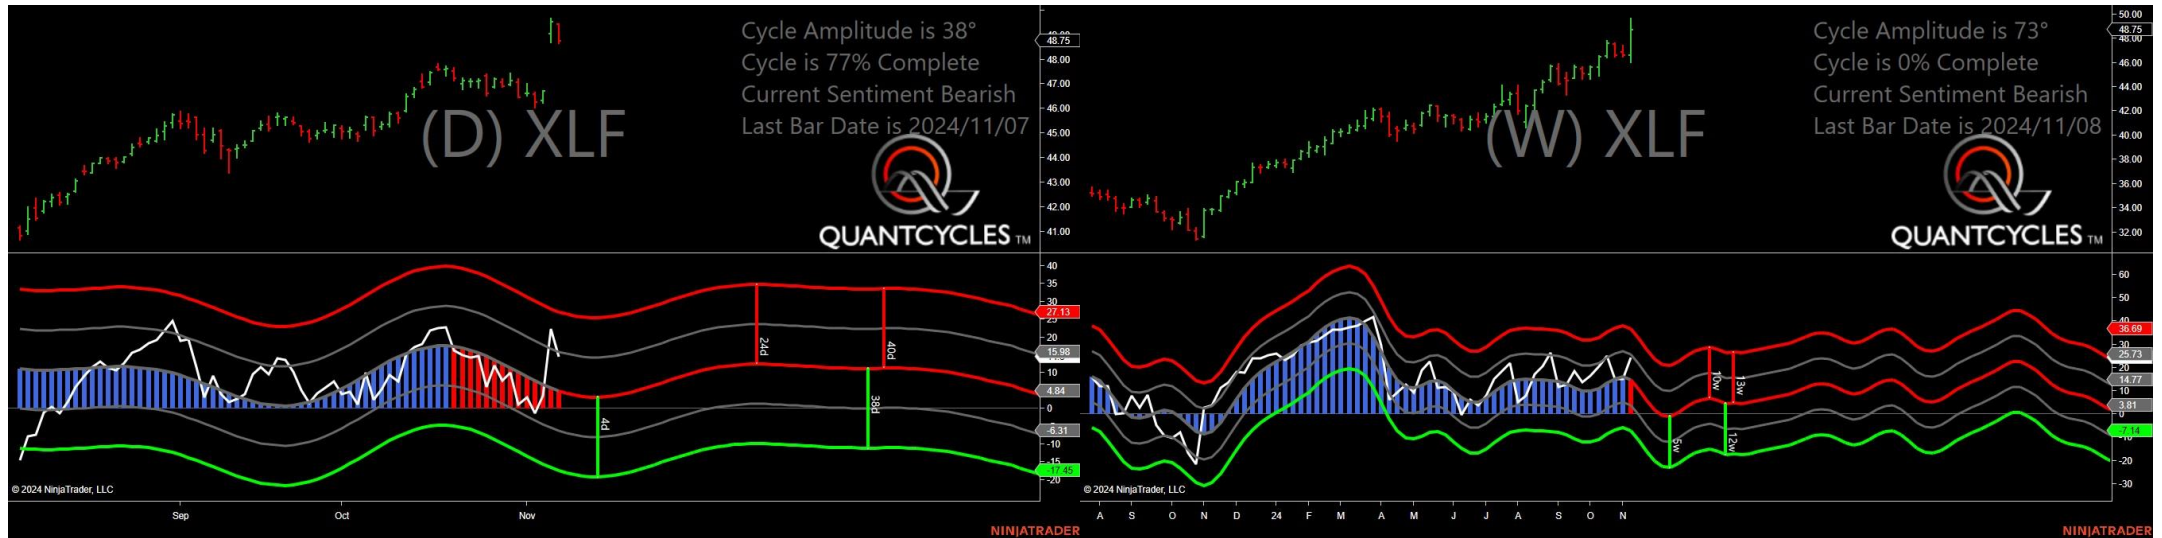 Cycle Amplitude is 38°
Cycle is 77% Complete
Current Sentiment Bearish
Last Bar Date is 2024/11/07
(D) XLF
QUANTCYCLES TM
48.75
48.00
47.00
46.00
45.00
44.00
43.00
42.00
41.00
40
35
30
27.13
20
15.98
10
4.84
0
-6.31
-10
-15
-17.45
-20
24d
40d
4d
38d
© 2024 NinjaTrader, LLC
Sep Oct Nov
NINJATRADER
Cycle Amplitude is 73°
Cycle is 0% Complete
Current Sentiment Bearish
Last Bar Date is 2024/11/08
(W) XLF
QUANTCYCLES TM
50.00
48.75
48.00
46.00
44.00
42.00
40.00
38.00
36.00
34.00
32.00
60
50
40
36.69
30
25.73
20
14.77
10
3.81
0
-7.14
-10
-20
-30
10w
13w
12w
© 2024 NinjaTrader, LLC
A S O N D 24 F M A M J J A S O N
NINJATRADER